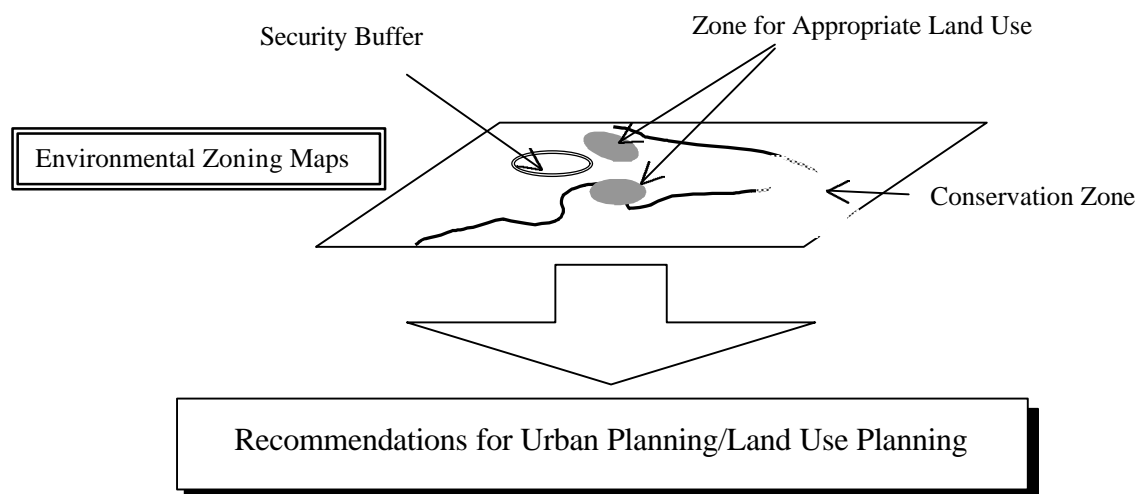 Security Buffer
Zone for Appropriate Land Use
Environmental Zoning Maps
Conservation Zone
Recommendations for Urban Planning/Land Use Planning